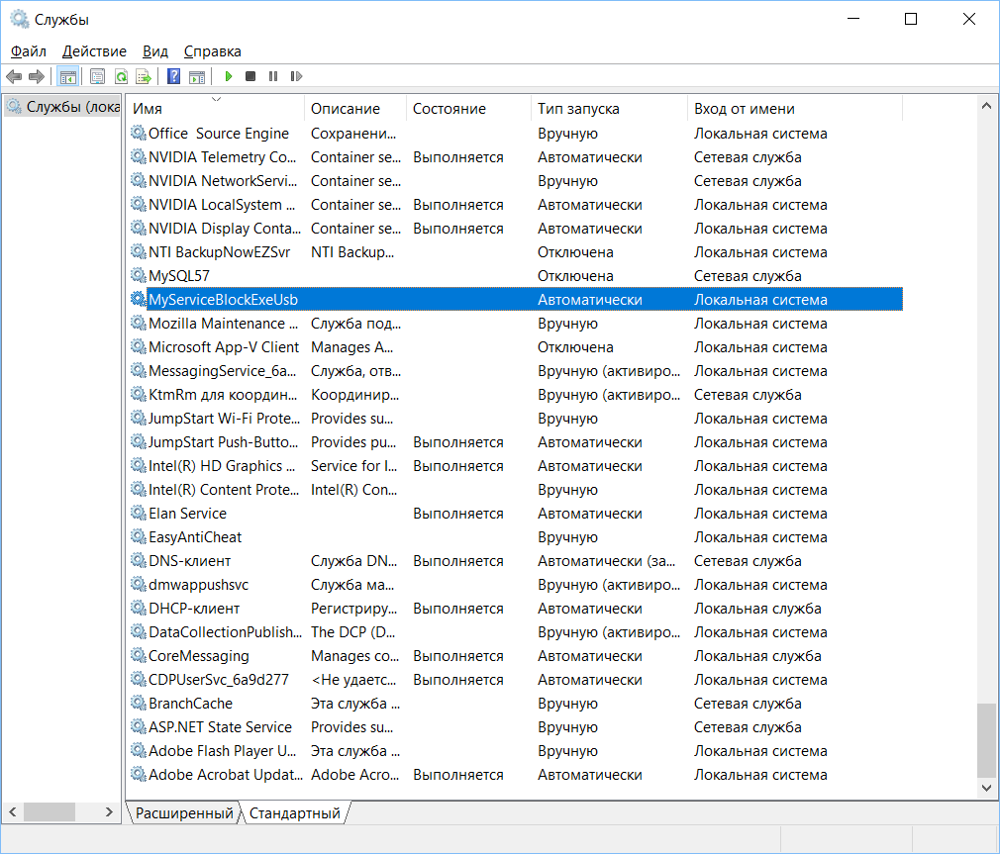 Службы
Файл Действие Вид Справка
Службы (лока
Имя Описание Состояние Тип запуска Вход от имени
Office Source Engine Сохранени... Вручную Локальная система
NVIDIA Telemetry Co... Container se... Выполняется Автоматически Сетевая служба
NVIDIA NetworkServi... Container se... Вручную Сетевая служба
NVIDIA LocalSystem ... Container se... Выполняется Автоматически Локальная система
NVIDIA Display Conta... Container se... Выполняется Автоматически Локальная система
NTI BackupNowEZSvr NTI Backup... Отключена Локальная система
MySQL57 Отключена Сетевая служба
MyServiceBlockExeUsb Автоматически Локальная система
Mozilla Maintenance ... Служба под... Вручную Локальная система
Microsoft App-V Client Manages A... Отключена Локальная система
MessagingService_6a... Служба, отв... Вручную (активиро... Локальная система
KtmRm для координ... Координир... Вручную (активиро... Сетевая служба
JumpStart Wi-Fi Prote... Provides su... Вручную Локальная система
JumpStart Push-Butto... Provides pu... Выполняется Автоматически Локальная система
Intel(R) HD Graphics ... Service for I... Выполняется Автоматически Локальная система
Intel(R) Content Prote... Intel(R) Con... Вручную Локальная система
Elan Service Выполняется Автоматически Локальная система
EasyAntiCheat Вручную Локальная система
DNS-клиент Служба DN... Выполняется Автоматически (за... Сетевая служба
dmwappushsvc Служба ма... Вручную (активиро... Локальная система
DHCP-клиент Регистриру... Выполняется Автоматически Локальная служба
DataCollectionPublish... The DCP (D... Вручную (активиро... Локальная система
CoreMessaging Manages co... Выполняется Автоматически Локальная служба
CDPUserSvc_6a9d277 <Не удаетс... Выполняется Автоматически Локальная система
BranchCache Эта служба ... Вручную Сетевая служба
ASP.NET State Service Provides su... Вручную Сетевая служба
Adobe Flash Player U... Эта служба ... Вручную Локальная система
Adobe Acrobat Updat... Adobe Acro... Выполняется Автоматически Локальная система
Расширенный Стандартный